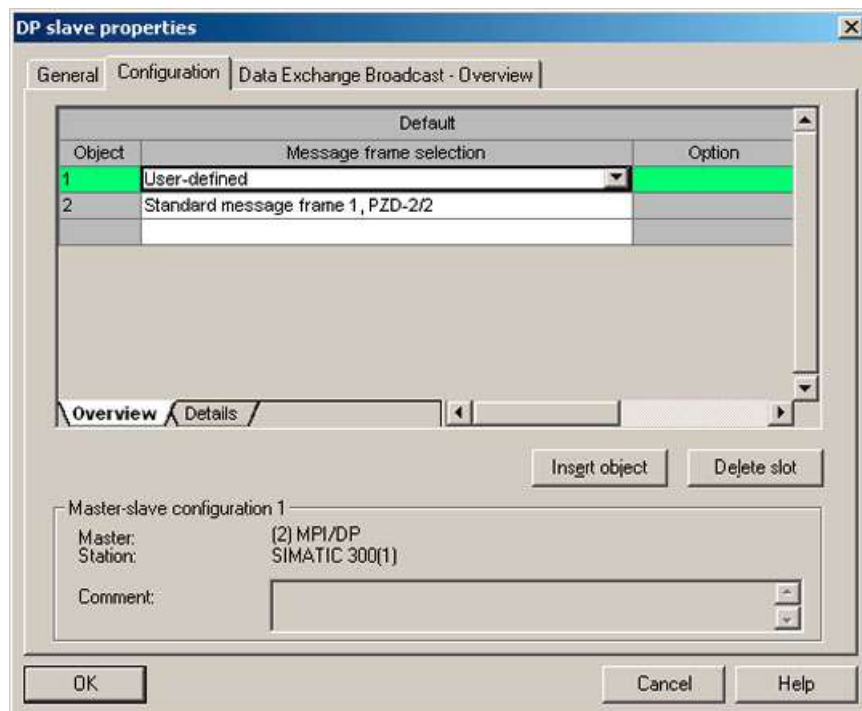 DP slave properties
General Configuration Data Exchange Broadcast - Overview
Default
Object Message frame selection Option
1 User-defined
2 Standard message frame 1, PZD-2/2
Overview Details
Insert object Delete slot
Master-slave configuration 1
Master: (2) MPI/DP
Station: SIMATIC 300(1)
Comment:
OK Cancel Help